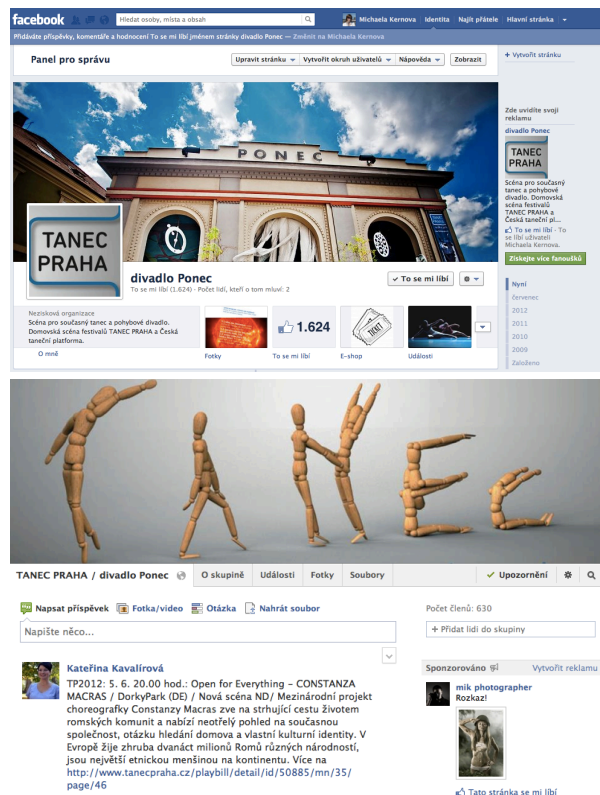 facebook
Hledat osoby, místa a obsah
Michaela Kernova
Identita
Najít přátele
Hlavní stránka
Přidáváte příspěvky, komentáře a hodnocení To se mi líbí jménem stránky divadlo Ponec — Změnit na Michaela Kernova
Panel pro správu
Upravit stránku
Vytvořit okruh uživatelů
Nápověda
Zobrazit
+ Vytvořit stránku
PONEC
TANEC
PRAHA
divadlo Ponec
To se mi líbí (1.624) · Počet lidí, kteří o tom mluví: 2
✓ To se mi líbí
Nezisková organizace
Scéna pro současný tanec a pohybové divadlo.
Domovská scéna festivalů TANEC PRAHA a Česká
taneční platforma.
O mně
Fotky
1.624
To se mi líbí
TICKET
E-shop
Události
Zde uvidíte svoji
reklamu
divadlo Ponec
TANEC
PRAHA
Scéna pro současný
tanec a pohybové
divadlo. Domovská
scéna festivalů
TANEC PRAHA a
Česká taneční pl...
To se mi líbí · To
se líbí uživateli
Michaela Kernova.
Získejte více fanoušků
Nyní
červenec
2012
2011
2010
2009
Založeno
TANEC
TANEC PRAHA / divadlo Ponec
O skupině
Události
Fotky
Soubory
✓ Upozornění
Napsat příspěvek
Fotka/video
Otázka
Nahrát soubor
Napište něco...
Počet členů: 630
+ Přidat lidi do skupiny
Kateřina Kavalírová
TP2012: 5. 6. 20.00 hod.: Open for Everything - CONSTANZA
MACRAS / DorkyPark (DE) / Nová scéna ND/ Mezinárodní projekt
choreografky Constanzy Macras zve na strhující cestu životem
romských komunit a nabízí neotřelý pohled na současnou
společnost, otázku hledání domova a vlastní kulturní identity. V
Evropě žije zhruba dvanáct milionů Romů různých národností,
jsou největší etnickou menšinou na kontinentu. Více na
http://www.tanecpraha.cz/playbill/detail/id/50885/mn/35/
page/46
Sponzorováno
Vytvořit reklamu
mik photographer
Rozkaz!
Tato stránka se mi líbí